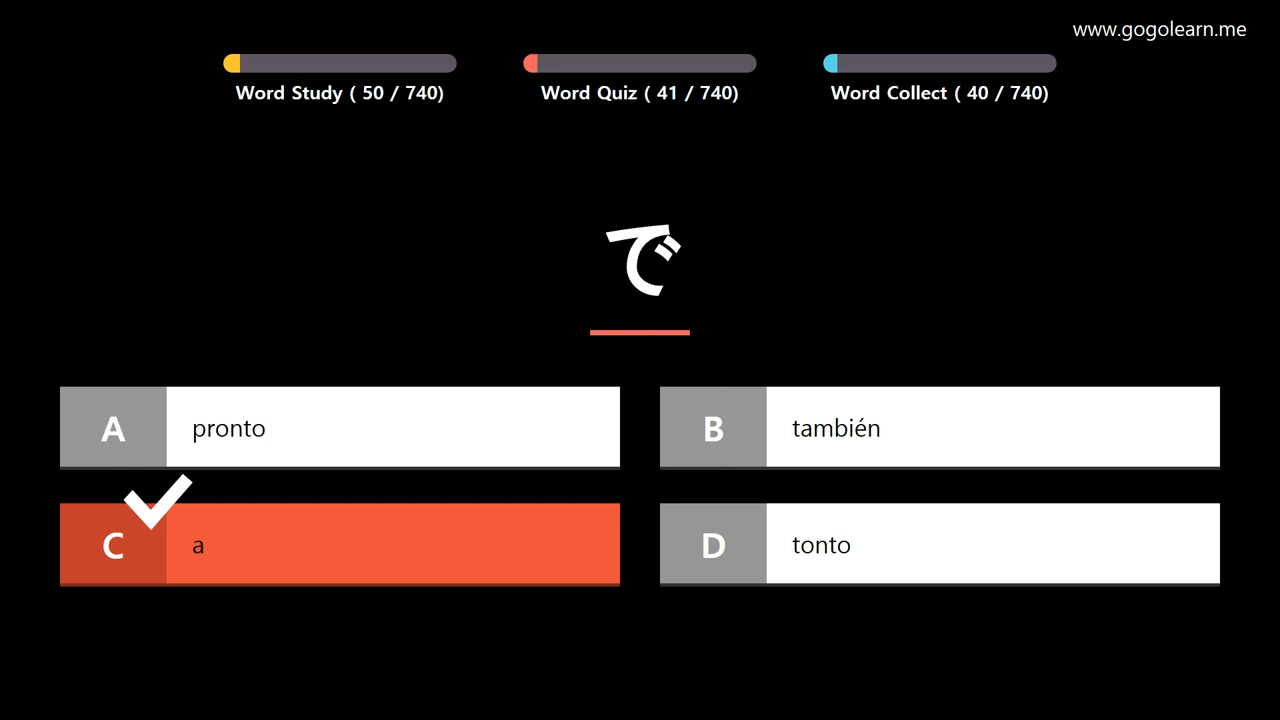 www.gogolearn.me
Word Study ( 50 / 740)
Word Quiz ( 41 / 740)
Word Collect ( 40 / 740)
で
A pronto
B también
C a
D tonto